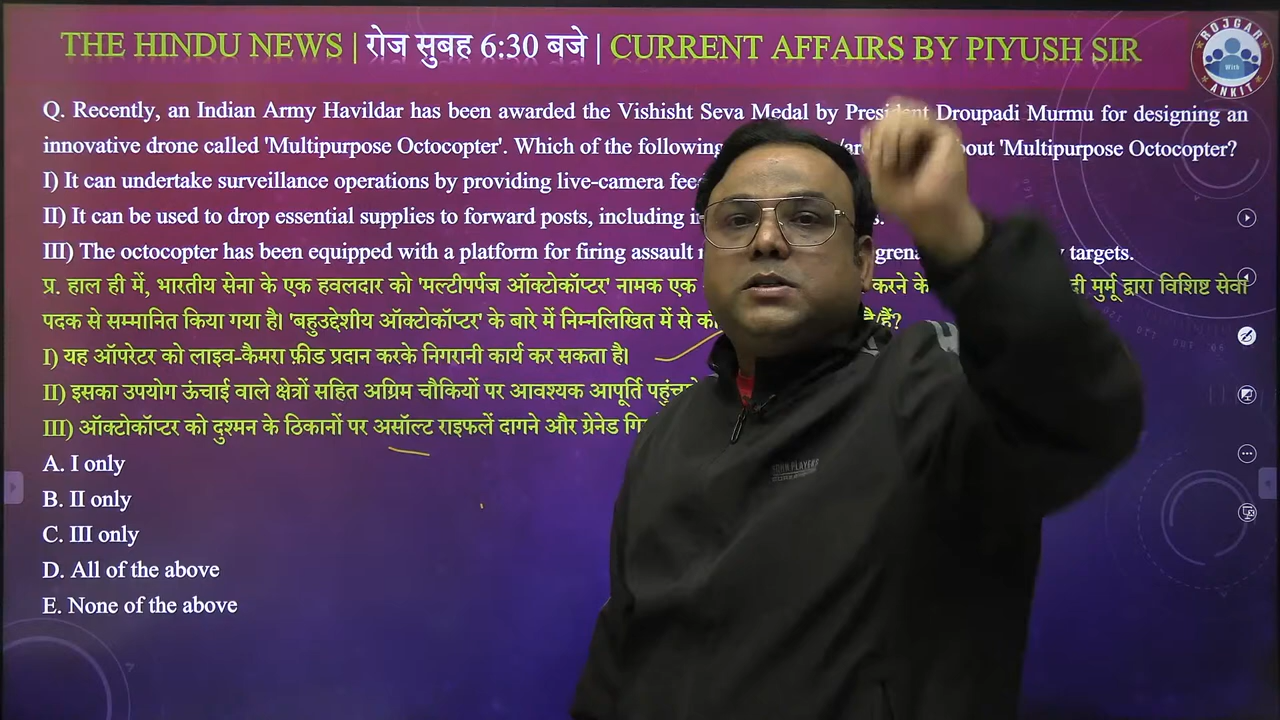 THE HINDU NEWS | रोज सुबह 6:30 बजे | CURRENT AFFAIRS BY PIYUSH SIR
ROJGAR With ANKIT
Q. Recently, an Indian Army Havildar has been awarded the Vishisht Seva Medal by President Droupadi Murmu for designing an
innovative drone called 'Multipurpose Octocopter'. Which of the following 'Multipurpose Octocopter?
I) It can undertake surveillance operations by providing live-camera
II) It can be used to drop essential supplies to forward posts, including
III) The octocopter has been equipped with a platform for firing assault targets.
प्र. हाल ही में, भारतीय सेना के एक हवलदार को 'मल्टीपर्पज ऑक्टोकॉप्टर' नामक एक करने के मुर्मू द्वारा विशिष्ट सेवा
पदक से सम्मानित किया गया है। 'बहुउद्देशीय ऑक्टोकॉप्टर' के बारे में निम्नलिखित में से
I) यह ऑपरेटर को लाइव-कैमरा फ़ीड प्रदान करके निगरानी कार्य कर सकता है।
II) इसका उपयोग ऊंचाई वाले क्षेत्रों सहित अग्रिम चौकियों पर आवश्यक आपूर्ति
III) ऑक्टोकॉप्टर को दुश्मन के ठिकानों पर असॉल्ट राइफलें दागने और ग्रेनेड
A. I only
B. II only
C. III only
D. All of the above
E. None of the above